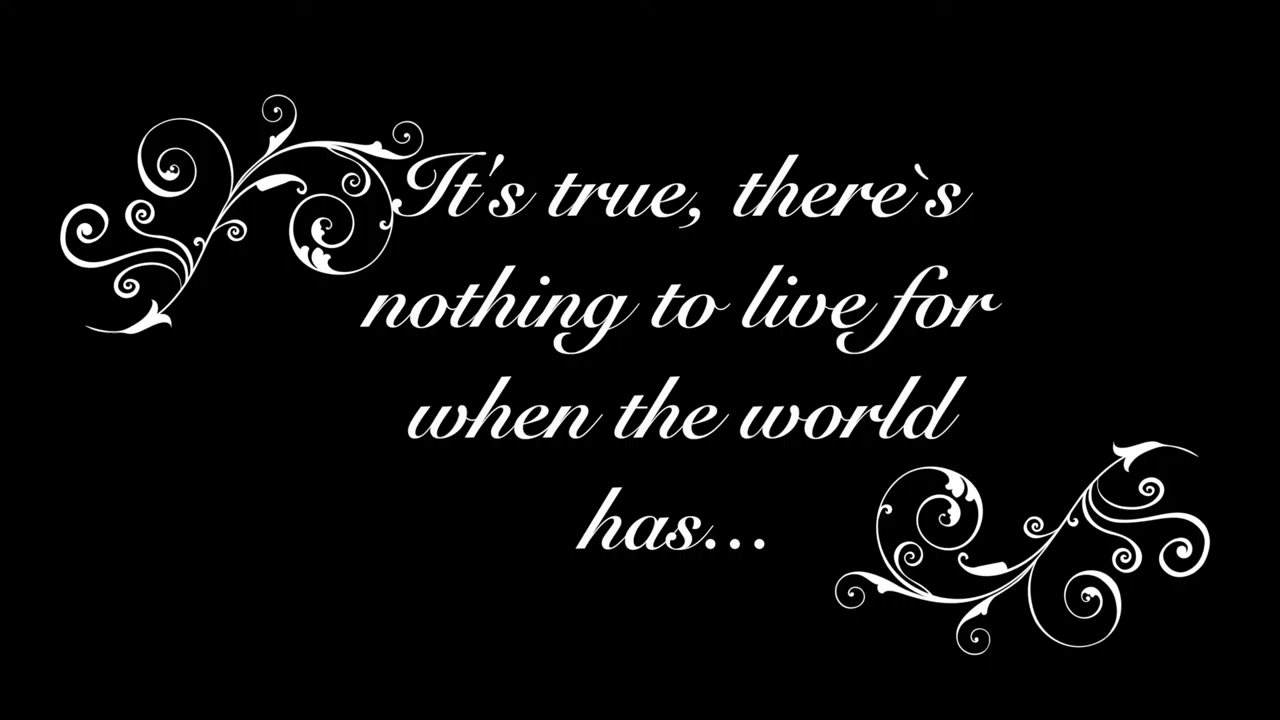 It's true, there`s
nothing to live for
when the world
has...